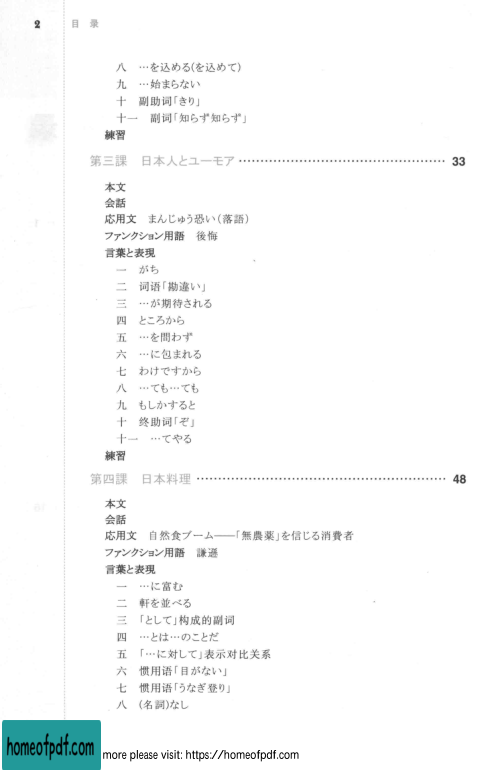 2 目 录
八 …を込める(を込めて)
九 …始まらない
十 副助词「きり」
十一 副词「知らず知らず」
練習
第三課 日本人とユーモア …………………………………………… 33
本文
会話
応用文 まんじゅう恐い(落語)
ファンクション用語 後悔
言葉と表現
一 がち
二 词语「勘違い」
三 …が期待される
四 ところから
五 …を問わず
六 …に包まれる
七 わけですから
八 …ても…ても
九 もしかすると
十 终助词「ぞ」
十一 …てやる
練習
第四課 日本料理 …………………………………………………… 48
本文
会話
応用文 自然食ブーム——「無農薬」を信じる消費者
ファンクション用語 謙遜
言葉と表現
一 …に富む
二 軒を並べる
三 「として」构成的副词
四 …とは…のことだ
五 「…に対して」表示对比关系
六 惯用语「目がない」
七 惯用语「うなぎ登り」
八 (名詞)なし
homeofpdf.com
more please visit: https://homeofpdf.com